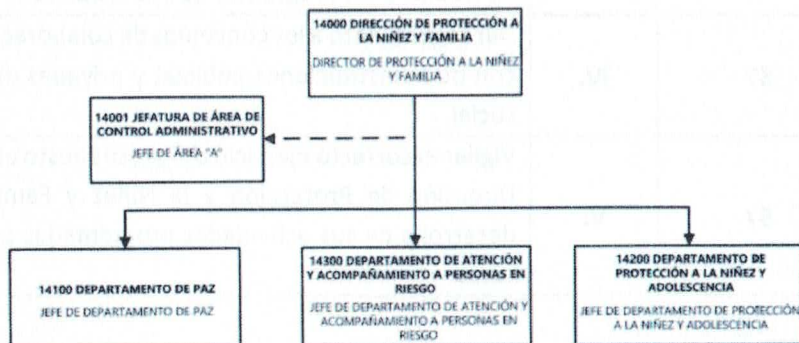 14000 DIRECCIÓN DE PROTECCIÓN A
LA NIÑEZ Y FAMILIA
DIRECTOR DE PROTECCIÓN A LA NIÑEZ
Y FAMILIA
14001 JEFATURA DE ÁREA DE
CONTROL ADMINISTRATIVO
JEFE DE ÁREA "A"
14100 DEPARTAMENTO DE PAZ
JEFE DE DEPARTAMENTO DE PAZ
14300 DEPARTAMENTO DE ATENCIÓN
Y ACOMPAÑAMIENTO A PERSONAS EN
RIESGO
JEFE DE DEPARTAMENTO DE ATENCIÓN Y
ACOMPAÑAMIENTO A PERSONAS EN
RIESGO
14200 DEPARTAMENTO DE
PROTECCIÓN A LA NIÑEZ Y
ADOLESCENCIA
JEFE DE DEPARTAMENTO DE PROTECCIÓN
A LA NIÑEZ Y ADOLESCENCIA